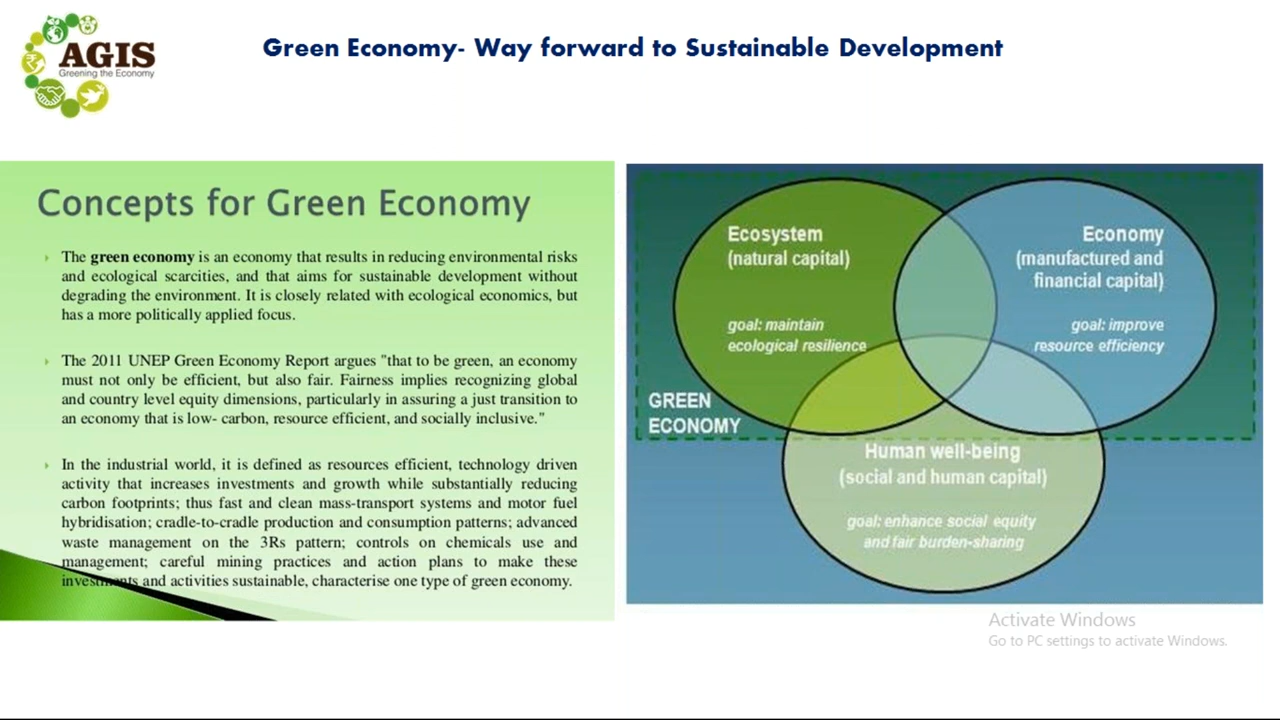 AGIS
Greening the Economy
Green Economy- Way forward to Sustainable Development
Concepts for Green Economy
The green economy is an economy that results in reducing environmental risks
and ecological scarcities, and that aims for sustainable development without
degrading the environment. It is closely related with ecological economics, but
has a more politically applied focus.
The 2011 UNEP Green Economy Report argues "that to be green, an economy
must not only be efficient, but also fair. Fairness implies recognizing global
and country level equity dimensions, particularly in assuring a just transition to
an economy that is low- carbon, resource efficient, and socially inclusive."
In the industrial world, it is defined as resources efficient, technology driven
activity that increases investments and growth while substantially reducing
carbon footprints; thus fast and clean mass-transport systems and motor fuel
hybridisation; cradle-to-cradle production and consumption patterns; advanced
waste management on the 3Rs pattern; controls on chemicals use and
management; careful mining practices and action plans to make these
investments and activities sustainable, characterise one type of green economy.
Ecosystem
(natural capital)
goal: maintain
ecological resilience
Economy
(manufactured and
financial capital)
goal: improve
resource efficiency
GREEN
ECONOMY
Human well-being
(social and human capital)
goal: enhance social equity
and fair burden-sharing
Activate Windows
Go to PC settings to activate Windows.